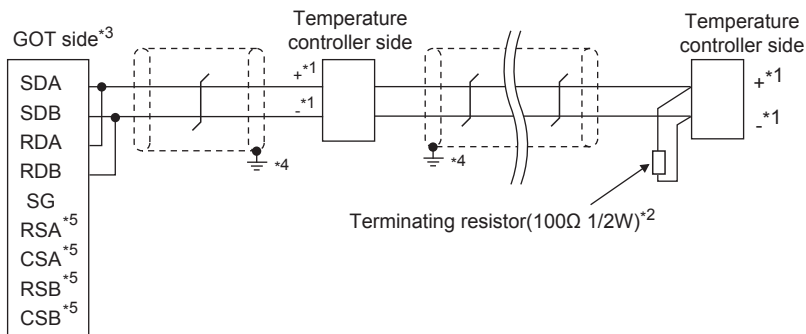 GOT side*3
SDA
SDB
RDA
RDB
SG
RSA*5
CSA*5
RSB*5
CSB*5
+*1
-*1
*4
Temperature
controller side
*4
Terminating resistor(100Ω 1/2W)*2
Temperature
controller side
+*1
-*1